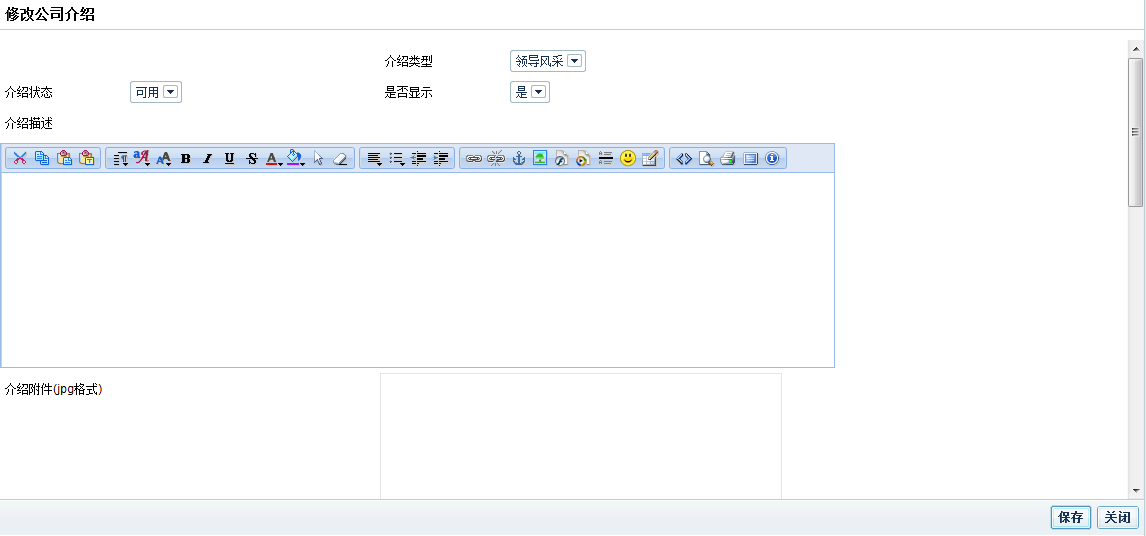 修改公司介绍
介绍类型 领导风采
介绍状态 可用 是否显示 是
介绍描述
介绍附件(jpg格式)
保存 关闭